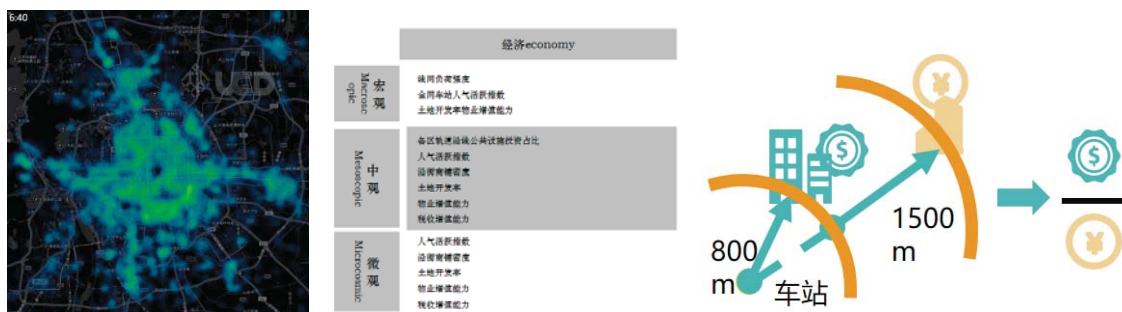 6:40
UED
经济economy
宏观
Macroscopic
线网负荷强度
全网车站人气活跃指数
土地开发率物业增值能力
中观
Mesoscopic
各区轨道沿线公共设施投资占比
人气活跃指数
沿街商铺密度
土地开发率
物业增值能力
税收增值能力
微观
Microcosmic
人气活跃指数
沿街商铺密度
土地开发率
物业增值能力
税收增值能力
¥
$
1500
m
800
m
车站
$
¥